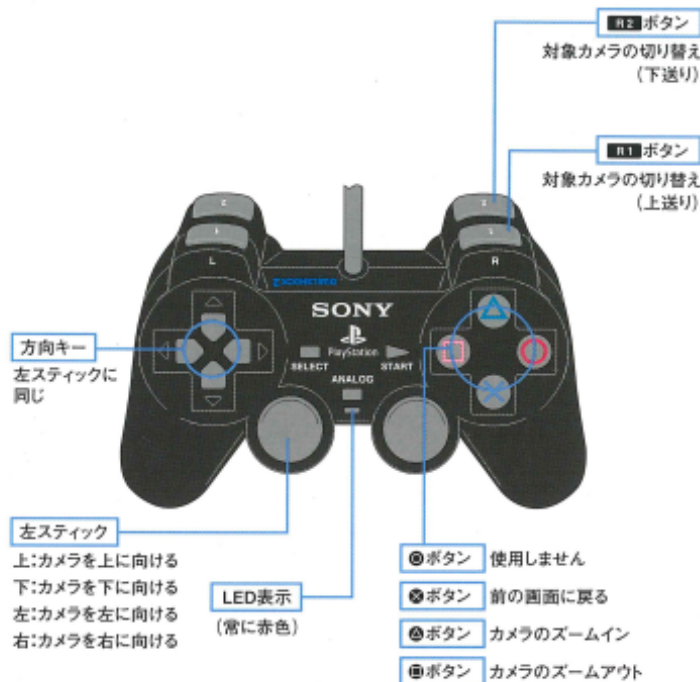 R2 ボタン
対象カメラの切り替え
(下送り)
R1 ボタン
対象カメラの切り替え
(上送り)
2
2
1
1
L
R
SONY
PlayStation
SELECT
START
ANALOG
方向キー
左スティックに
同じ
左スティック
上:カメラを上に向ける
下:カメラを下に向ける
左:カメラを左に向ける
右:カメラを右に向ける
LED表示
(常に赤色)
◎ボタン 使用しません
⊗ボタン 前の画面に戻る
△ボタン カメラのズームイン
□ボタン カメラのズームアウト